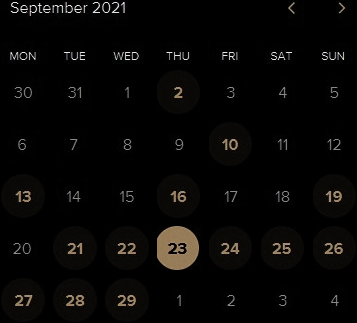 September 2021
MON TUE WED THU FRI SAT SUN
30 31 1 2 3 4 5
6 7 8 9 10 11 12
13 14 15 16 17 18 19
20 21 22 23 24 25 26
27 28 29 1 2 3 4